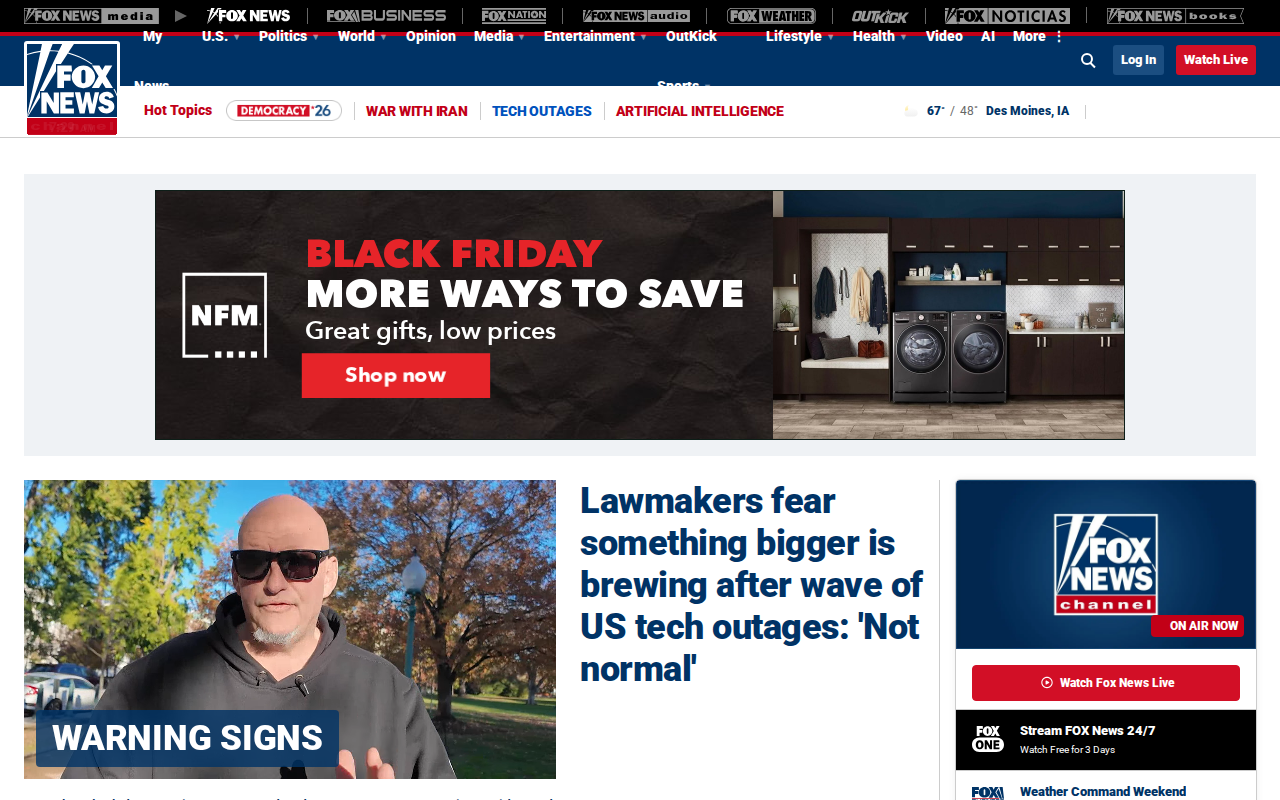 FOX NEWS media
FOX NEWS
FOX BUSINESS
FOX NATION
FOX NEWS audio
FOX WEATHER
OUTKICK
FOX NOTICIAS
FOX NEWS books
My News
U.S.
Politics
World
Opinion
Media
Entertainment
OutKick Sports
Lifestyle
Health
Video
AI
More
Log In
Watch Live
FOX
NEWS
channel
Hot Topics
DEMOCRACY '26
WAR WITH IRAN
TECH OUTAGES
ARTIFICIAL INTELLIGENCE
67° / 48° Des Moines, IA
NFM
BLACK FRIDAY
MORE WAYS TO SAVE
Great gifts, low prices
Shop now
WARNING SIGNS
Lawmakers fear
something bigger is
brewing after wave of
US tech outages: 'Not
normal'
FOX
NEWS
channel
ON AIR NOW
Watch Fox News Live
FOX
ONE
Stream FOX News 24/7
Watch Free for 3 Days
FOX
Weather Command Weekend